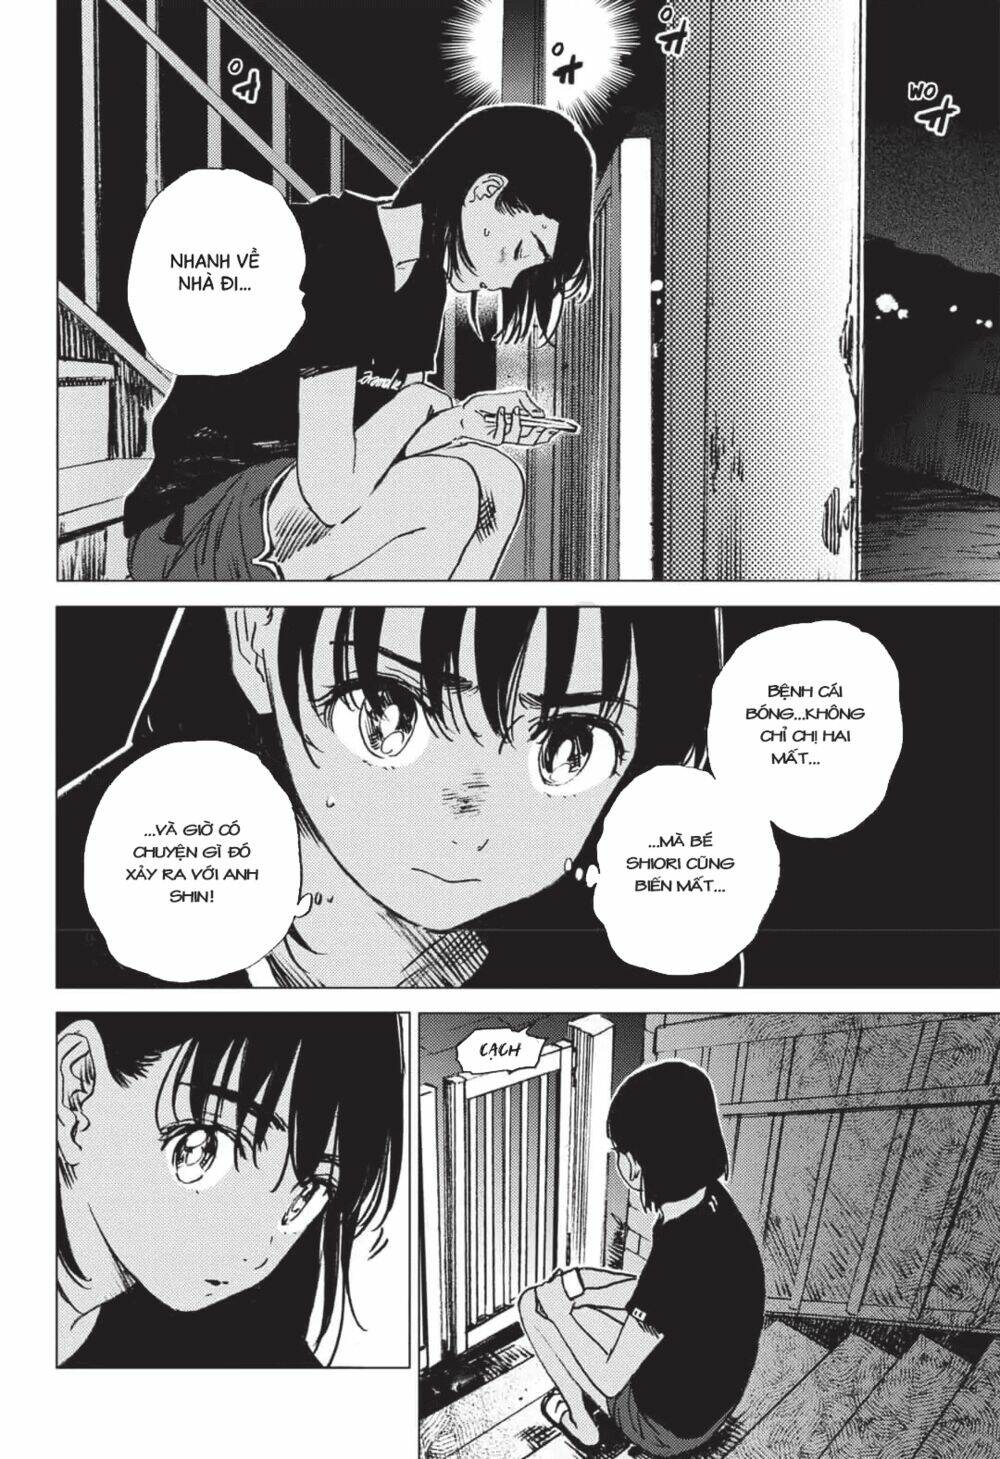 NHANH VỀ
NHÀ ĐI...
BỆNH CÁI
BÓNG...KHÔNG
CHỈ CHỊ HAI
MẤT...
...MÀ BÉ
SHIORI CŨNG
BIẾN MẤT...
...VÀ GIỜ CÓ
CHUYỆN GÌ ĐÓ
XẢY RA VỚI ANH
SHIN!
CẠCH